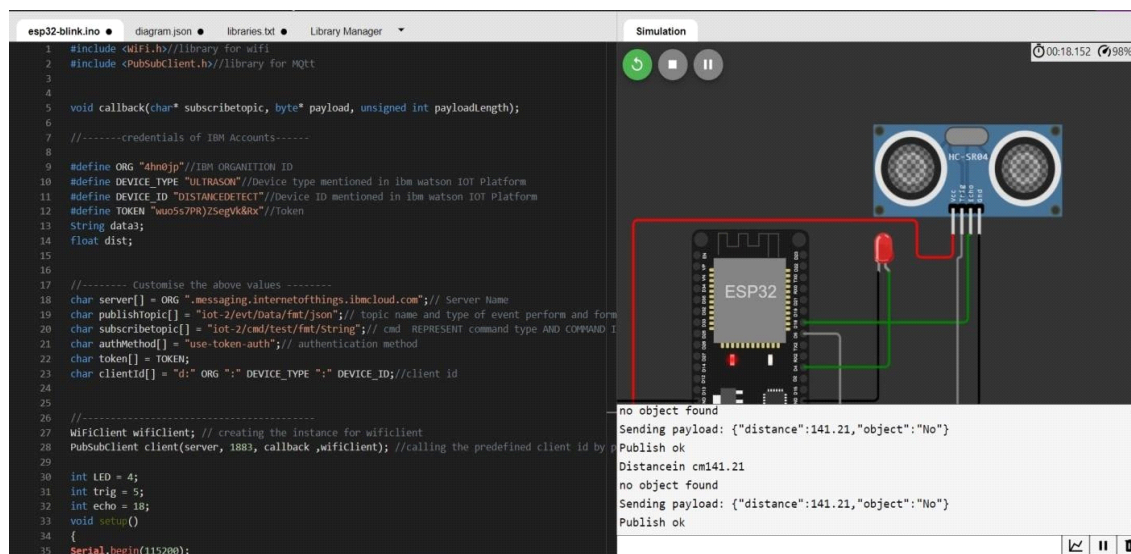 esp32-blink.ino ● diagram.json ● libraries.txt ● Library Manager
1 #include <WiFi.h>//library for wifi
2 #include <PubSubClient.h>//library for MQtt
3
4
5 void callback(char* subscribetopic, byte* payload, unsigned int payloadLength);
6
7 //-------credentials of IBM Accounts------
8
9 #define ORG "4hn0jp"//IBM ORGANITION ID
10 #define DEVICE_TYPE "ULTRASON"//Device type mentioned in ibm watson IOT Platform
11 #define DEVICE_ID "DISTANCEDETECT"//Device ID mentioned in ibm watson IOT Platform
12 #define TOKEN "wuo5s7PR)ZSegVk&Rx"//Token
13 String data3;
14 float dist;
15
16
17 //-------- Customise the above values --------
18 char server[] = ORG ".messaging.internetofthings.ibmcloud.com";// Server Name
19 char publishTopic[] = "iot-2/evt/Data/fmt/json";// topic name and type of event perform and form
20 char subscribetopic[] = "iot-2/cmd/test/fmt/String";// cmd REPRESENT command type AND COMMAND I
21 char authMethod[] = "use-token-auth";// authentication method
22 char token[] = TOKEN;
23 char clientId[] = "d:" ORG ":" DEVICE_TYPE ":" DEVICE_ID;//client id
24
25
26 //-----------------------------------------
27 WiFiClient wifiClient; // creating the instance for wificlient
28 PubSubClient client(server, 1883, callback ,wifiClient); //calling the predefined client id by p
29
30 int LED = 4;
31 int trig = 5;
32 int echo = 18;
33 void setup()
34 {
35 Serial.begin(115200);
Simulation
00:18.152 98%
HC-SR04
Vcc
Trig
Echo
Gnd
ESP32
no object found
Sending payload: {"distance":141.21,"object":"No"}
Publish ok
Distancein cm141.21
no object found
Sending payload: {"distance":141.21,"object":"No"}
Publish ok